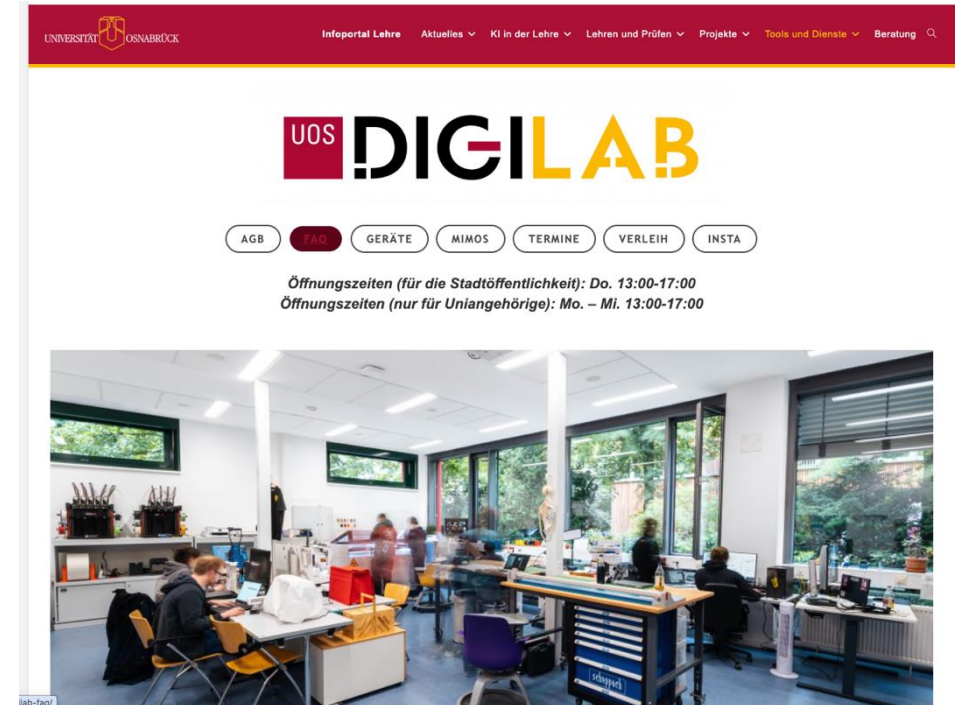 UNIVERSITÄT OSNABRÜCK
Infoportal Lehre Aktuelles KI in der Lehre Lehren und Prüfen Projekte Tools und Dienste Beratung
UOS DIGILAB
AGB FAQ GERÄTE MIMOS TERMINE VERLEIH INSTA
Öffnungszeiten (für die Stadtöffentlichkeit): Do. 13:00-17:00
Öffnungszeiten (nur für Uniangehörige): Mo. – Mi. 13:00-17:00
schuppach
lab-faq/